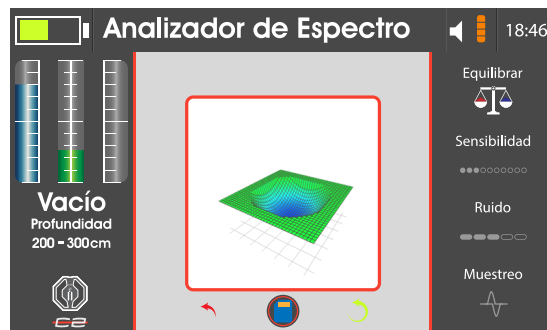 Analizador de Espectro
18:46
Equilibrar
Sensibilidad
Ruido
Muestreo
Vacío
Profundidad
200 - 300cm